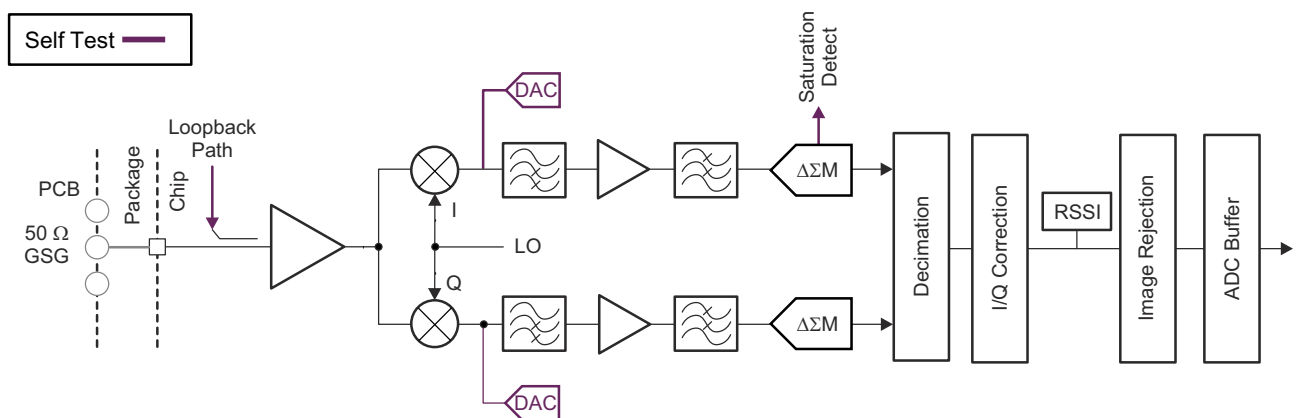 Self Test
DAC
Saturation
Detect
Loopback
Path
PCB
Package
Chip
50 Ω
GSG
I
LO
Q
ΔΣM
ΔΣM
DAC
Decimation
I/Q Correction
RSSI
Image Rejection
ADC Buffer